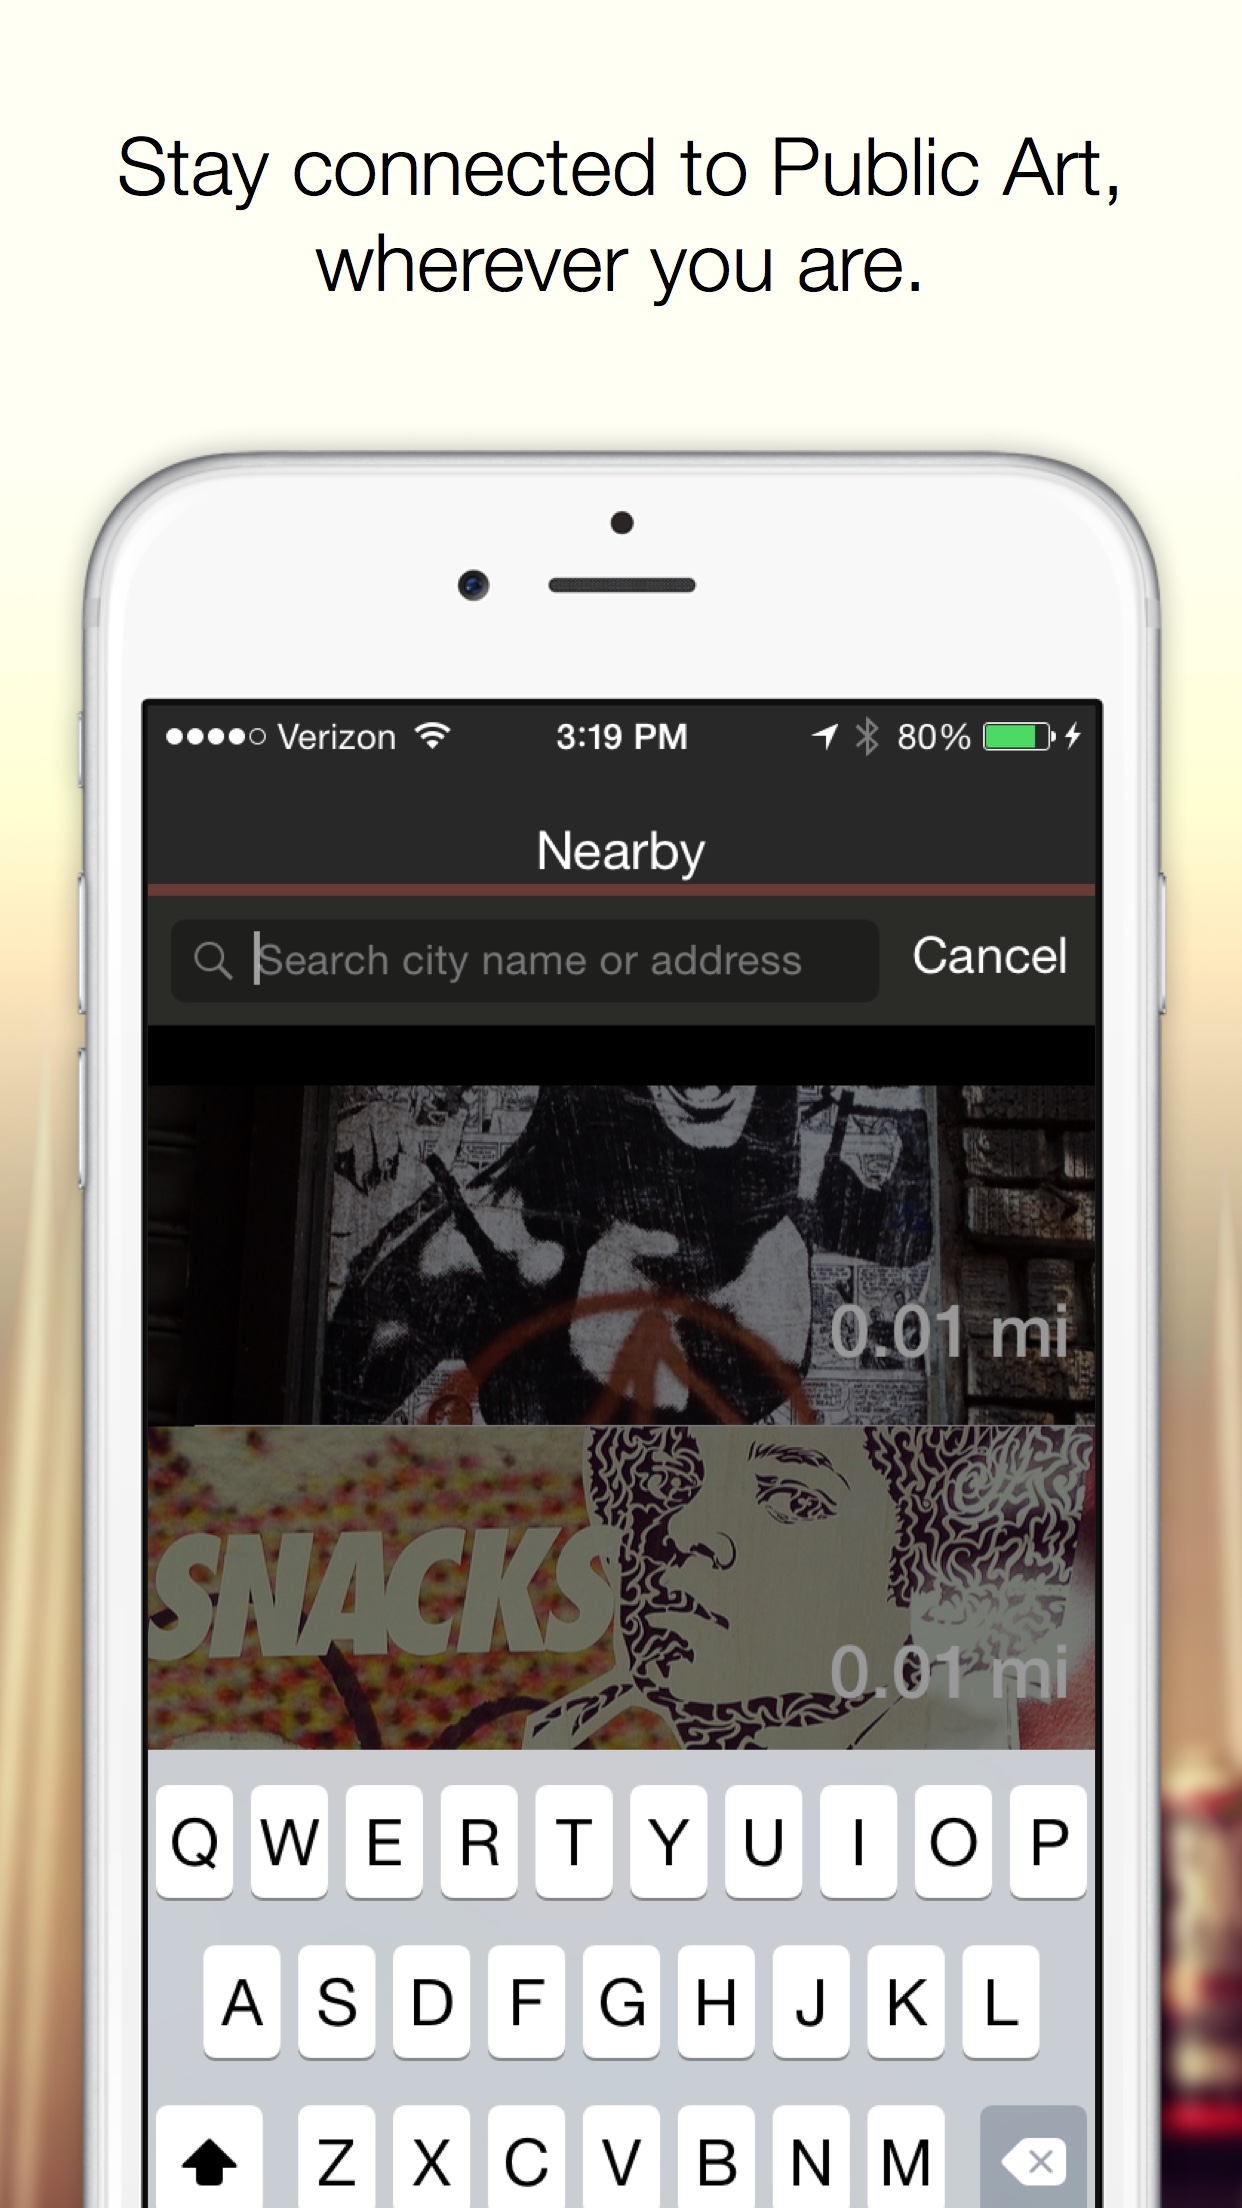 Stay connected to Public Art,
wherever you are.
Verizon 3:19 PM 80%
Nearby
Search city name or address Cancel
0.01 mi
SNACKS
0.01 mi
Q W E R T Y U I O P
A S D F G H J K L
Z X C V B N M